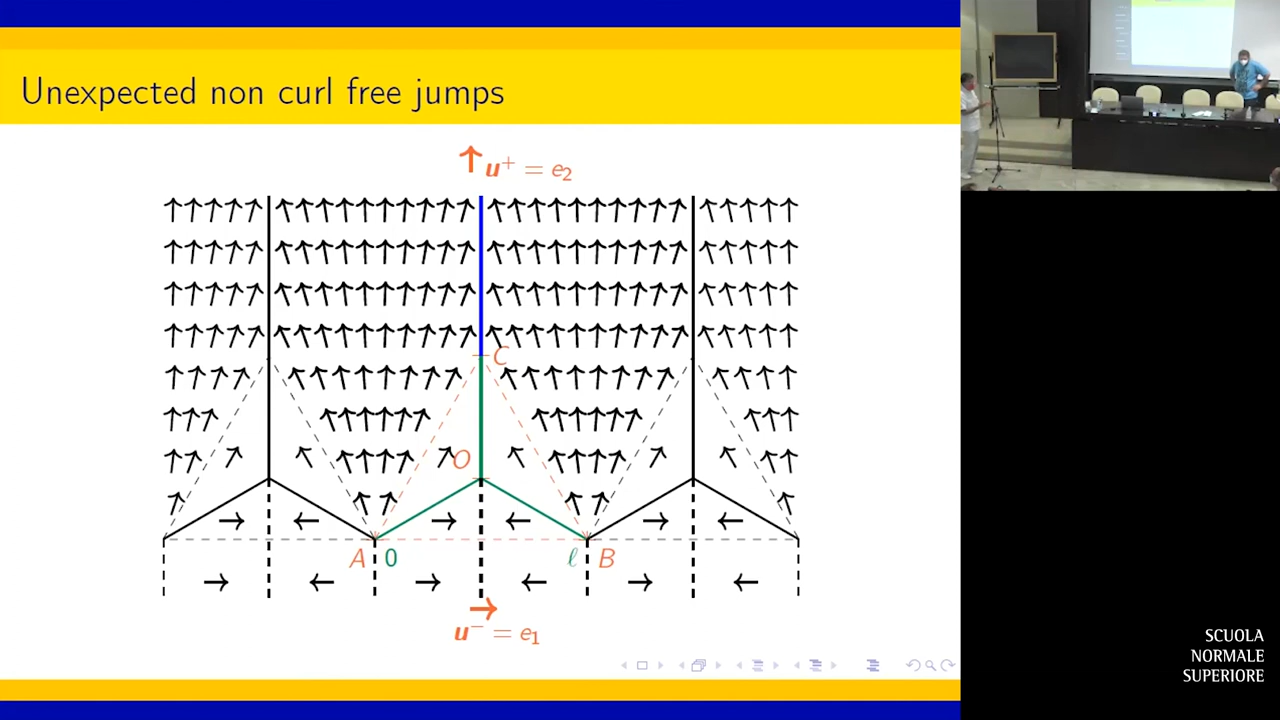 Unexpected non curl free jumps
u⁺ = e₂
C
O
A 0 ℓ B
u⁻ = e₁
SCUOLA
NORMALE
SUPERIORE